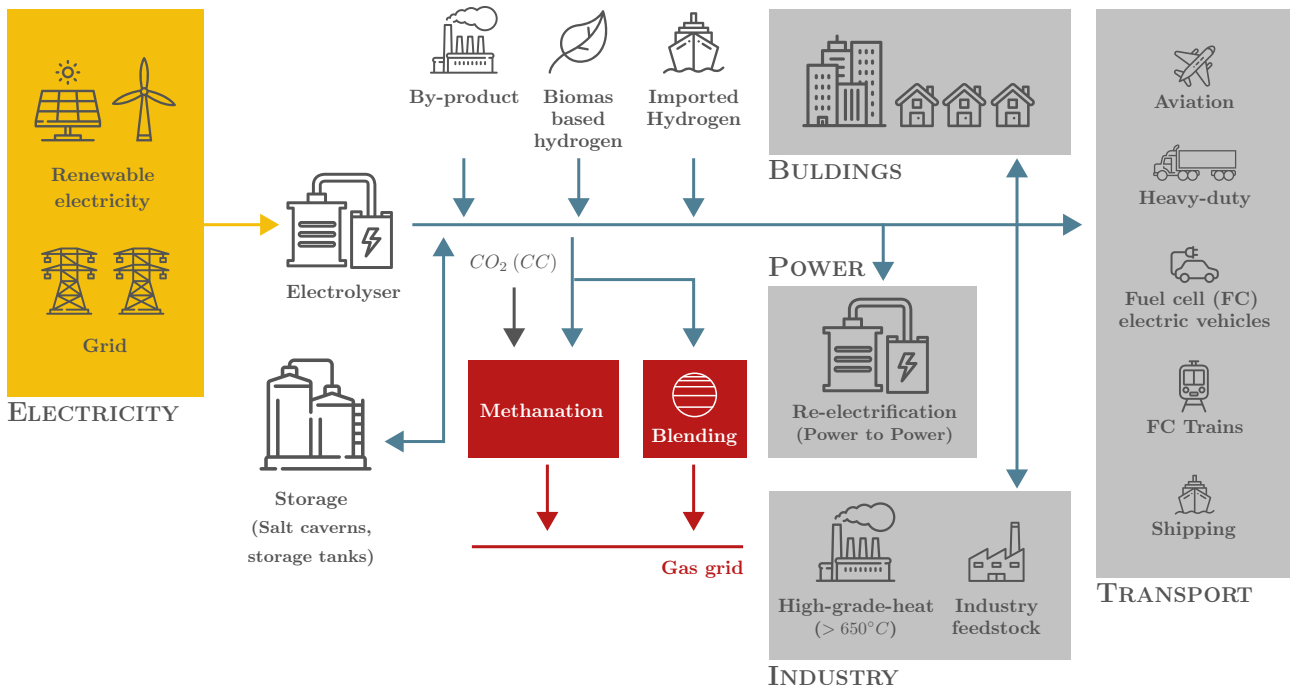 Renewable
electricity
Grid
ELECTRICITY
Electrolyser
Storage
(Salt caverns,
storage tanks)
By-product
Biomas
based
hydrogen
Imported
Hydrogen
CO₂ (CC)
Methanation
Blending
Gas grid
BULDINGS
POWER
Re-electrification
(Power to Power)
High-grade-heat
(> 650°C)
Industry
feedstock
INDUSTRY
Aviation
Heavy-duty
Fuel cell (FC)
electric vehicles
FC Trains
Shipping
TRANSPORT